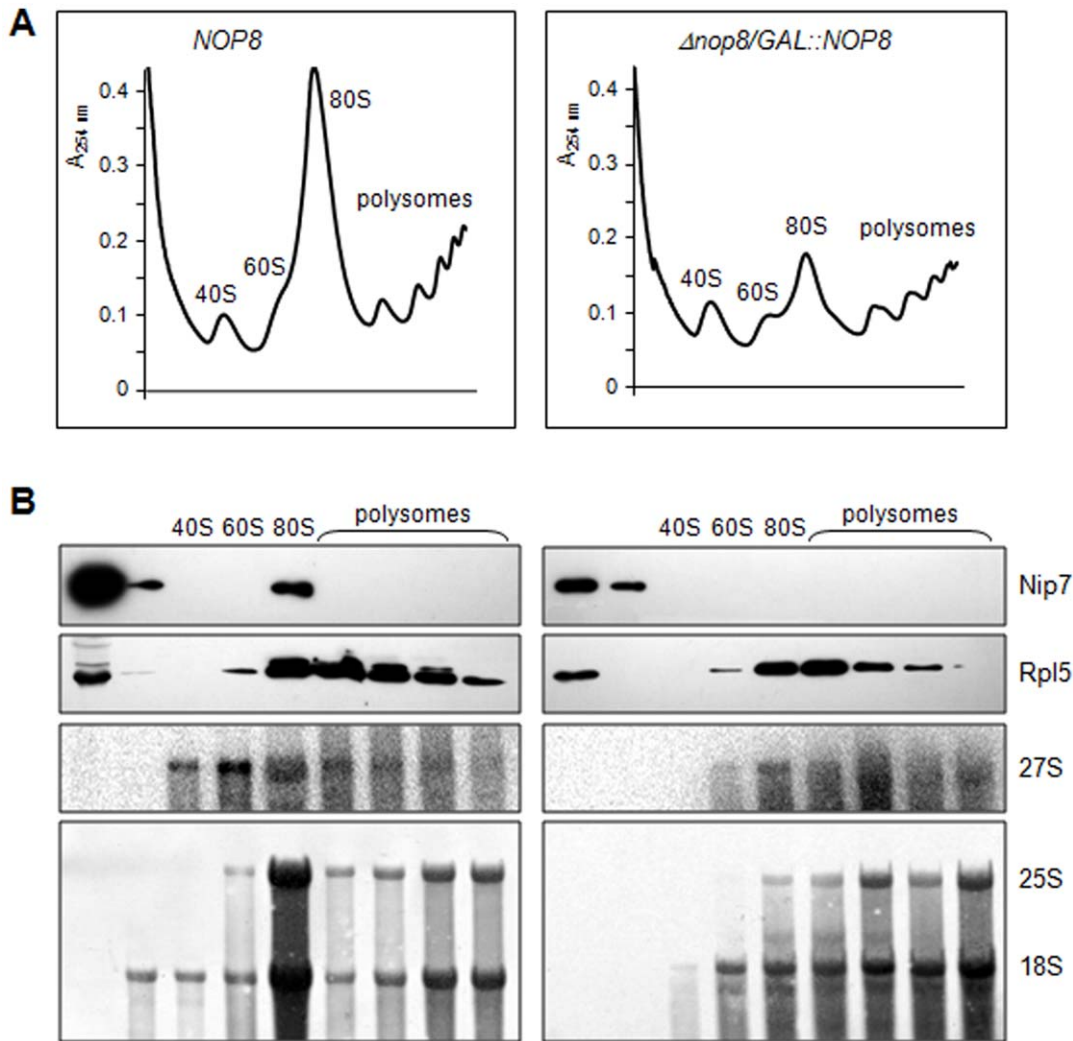 A
NOP8
Δnop8/GAL::NOP8
A254 nm
0.4
0.3
0.2
0.1
0
40S
60S
80S
polysomes
A254 nm
0.4
0.3
0.2
0.1
0
40S
60S
80S
polysomes
B
40S 60S 80S polysomes
40S 60S 80S polysomes
Nip7
Rpl5
27S
25S
18S